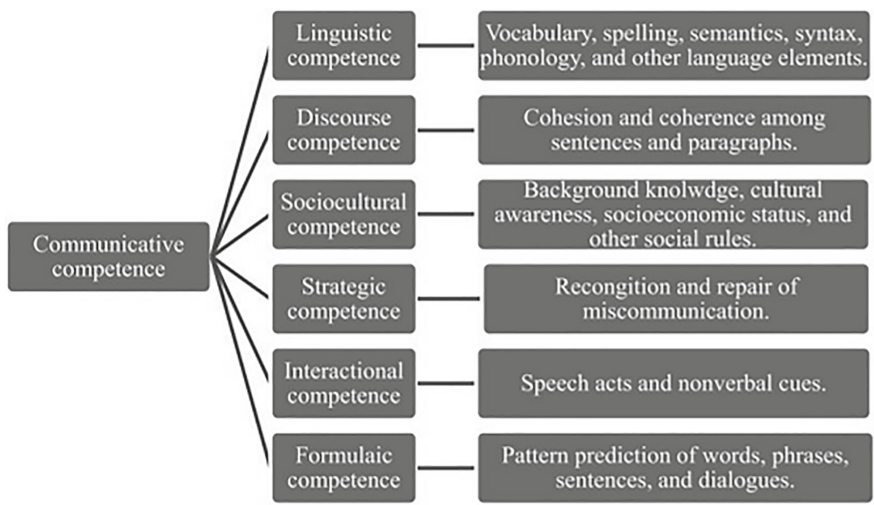 Linguistic
competence
Vocabulary, spelling, semantics, syntax,
phonology, and other language elements.
Discourse
competence
Cohesion and coherence among
sentences and paragraphs.
Sociocultural
competence
Background knolwdge, cultural
awareness, socioeconomic status, and
other social rules.
Communicative
competence
Strategic
competence
Recongition and repair of
miscommunication.
Interactional
competence
Speech acts and nonverbal cues.
Formulaic
competence
Pattern prediction of words, phrases,
sentences, and dialogues.